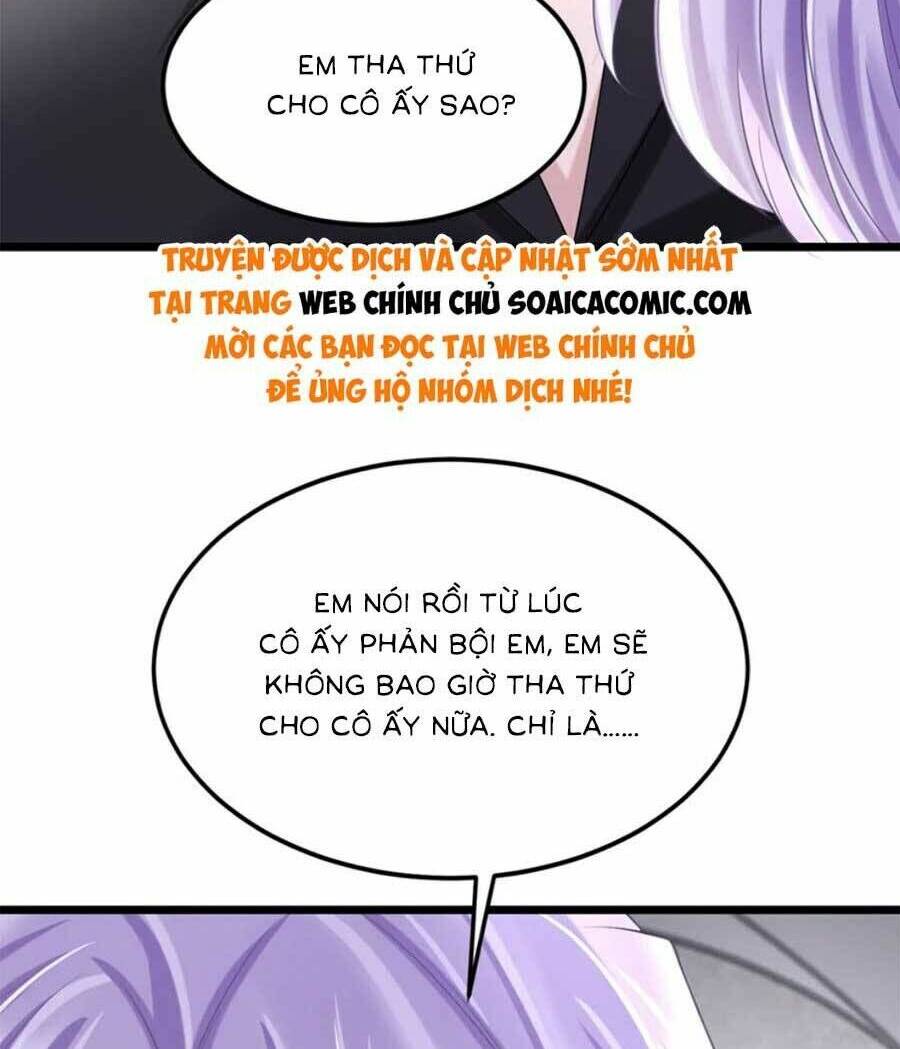 EM THA THỨ
CHO CÔ ẤY SAO?
TRUYỆN ĐƯỢC DỊCH VÀ CẬP NHẬT SỚM NHẤT
TẠI TRANG WEB CHÍNH CHỦ SOAICACOMIC.COM
MỜI CÁC BẠN ĐỌC TẠI WEB CHÍNH CHỦ
ĐỂ ỦNG HỘ NHÓM DỊCH NHÉ!
EM NÓI RỒI TỪ LÚC
CÔ ẤY PHẢN BỘI EM, EM SẼ
KHÔNG BAO GIỜ THA THỨ
CHO CÔ ẤY NỮA. CHỈ LÀ......